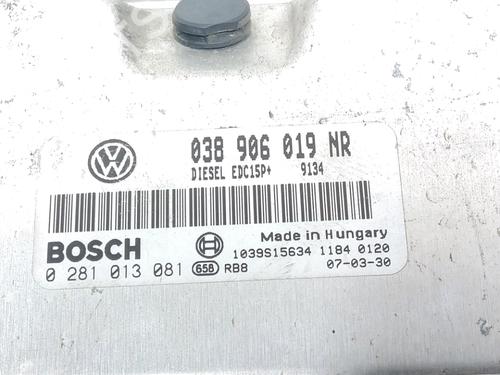 038 906 019 NR
DIESEL EDC15P+ 9134
BOSCH
Made in Hungary
1039S15634 1184 0120
0 281 013 081 658 RB8 07-03-30